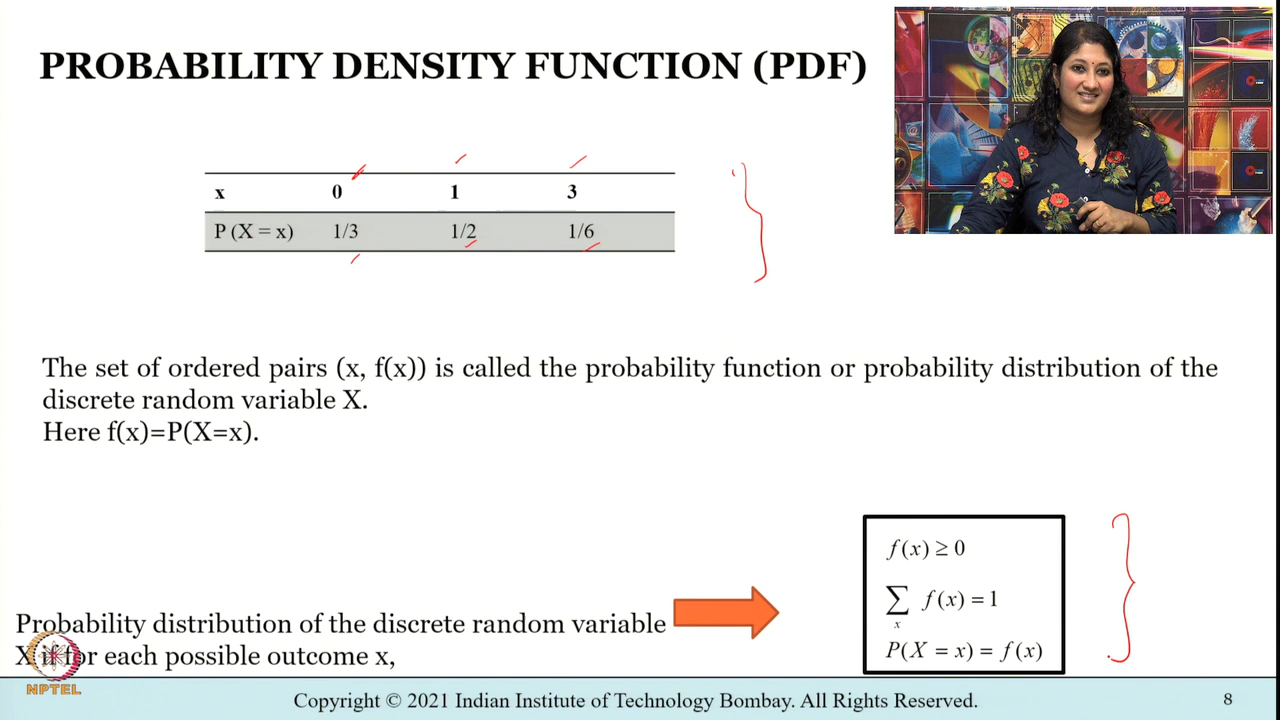 PROBABILITY DENSITY FUNCTION (PDF)
x 0 1 3
P (X = x) 1/3 1/2 1/6
The set of ordered pairs (x, f(x)) is called the probability function or probability distribution of the
discrete random variable X.
Here f(x)=P(X=x).
f(x) ≥ 0
∑ f(x) = 1
x
P(X = x) = f(x)
Probability distribution of the discrete random variable
X if for each possible outcome x,
NPTEL
Copyright © 2021 Indian Institute of Technology Bombay. All Rights Reserved. 8